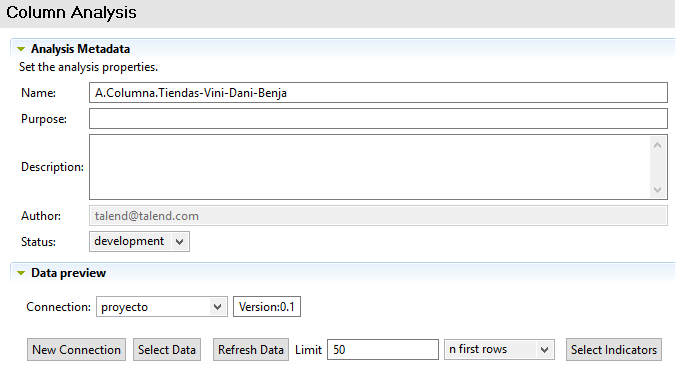 Column Analysis
Analysis Metadata
Set the analysis properties.
Name: A.Columna.Tiendas-Vini-Dani-Benja
Purpose:
Description:
Author: talend@talend.com
Status: development
Data preview
Connection: proyecto Version:0.1
New Connection Select Data Refresh Data Limit 50 n first rows Select Indicators